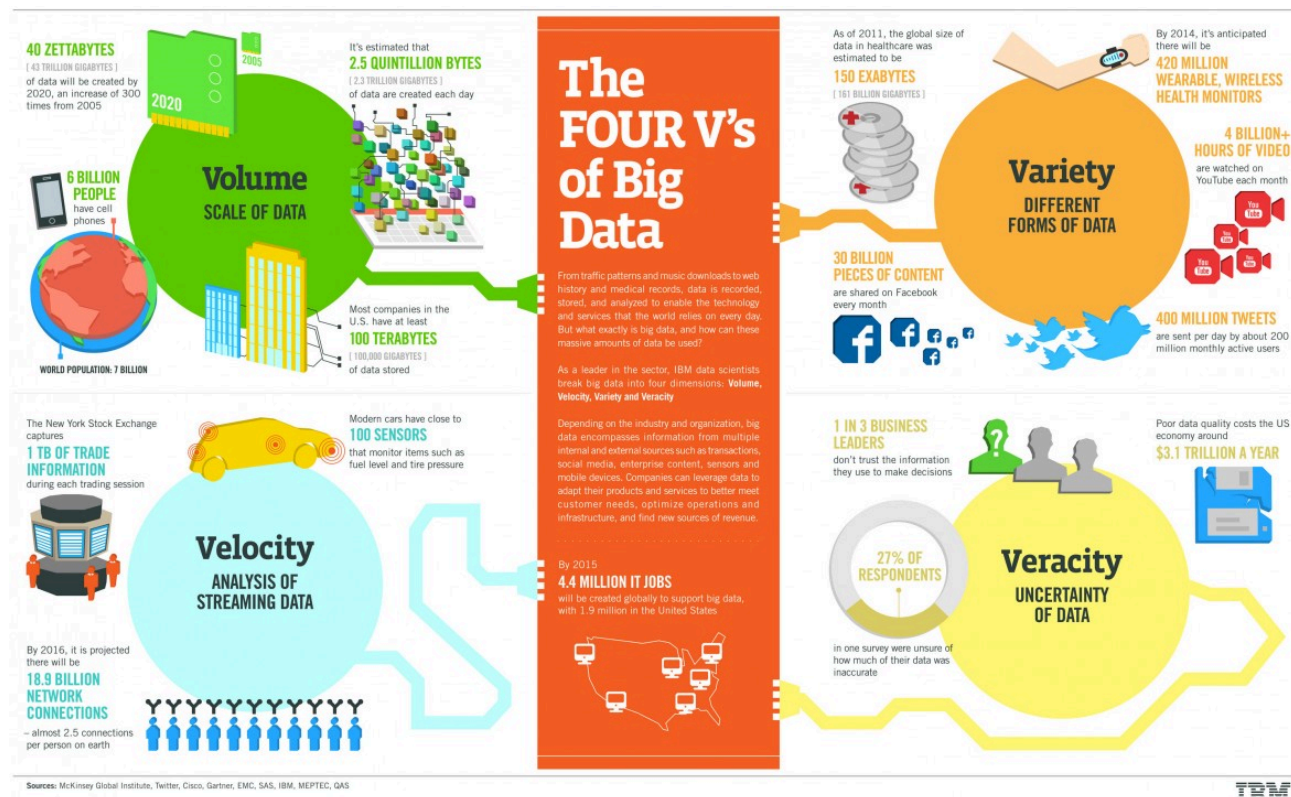 40 ZETTABYTES
[ 43 TRILLION GIGABYTES ]
of data will be created by
2020, an increase of 300
times from 2005
2005
2020
It's estimated that
2.5 QUINTILLION BYTES
[ 2.3 TRILLION GIGABYTES ]
of data are created each day
6 BILLION
PEOPLE
have cell
phones
WORLD POPULATION: 7 BILLION
Volume
SCALE OF DATA
Most companies in the
U.S. have at least
100 TERABYTES
[ 100,000 GIGABYTES ]
of data stored
The New York Stock Exchange
captures
1 TB OF TRADE
INFORMATION
during each trading session
Modern cars have close to
100 SENSORS
that monitor items such as
fuel level and tire pressure
Velocity
ANALYSIS OF
STREAMING DATA
By 2016, it is projected
there will be
18.9 BILLION
NETWORK
CONNECTIONS
– almost 2.5 connections
per person on earth
The
FOUR V's
of Big
Data
From traffic patterns and music downloads to web
history and medical records, data is recorded,
stored, and analyzed to enable the technology
and services that the world relies on every day.
But what exactly is big data, and how can these
massive amounts of data be used?
As a leader in the sector, IBM data scientists
break big data into four dimensions: Volume,
Velocity, Variety and Veracity
Depending on the industry and organization, big
data encompasses information from multiple
internal and external sources such as transactions,
social media, enterprise content, sensors and
mobile devices. Companies can leverage data to
adapt their products and services to better meet
customer needs, optimize operations and
infrastructure, and find new sources of revenue.
By 2015
4.4 MILLION IT JOBS
will be created globally to support big data,
with 1.9 million in the United States
As of 2011, the global size of
data in healthcare was
estimated to be
150 EXABYTES
[ 161 BILLION GIGABYTES ]
Variety
DIFFERENT
FORMS OF DATA
By 2014, it's anticipated
there will be
420 MILLION
WEARABLE, WIRELESS
HEALTH MONITORS
4 BILLION+
HOURS OF VIDEO
are watched on
YouTube each month
You
Tube
You
Tube
You
Tube
You
Tube
30 BILLION
PIECES OF CONTENT
are shared on Facebook
every month
f
f
f
f
f
f
400 MILLION TWEETS
are sent per day by about 200
million monthly active users
1 IN 3 BUSINESS
LEADERS
don't trust the information
they use to make decisions
?
Poor data quality costs the US
economy around
$3.1 TRILLION A YEAR
27% OF
RESPONDENTS
in one survey were unsure of
how much of their data was
inaccurate
Veracity
UNCERTAINTY
OF DATA
Sources: McKinsey Global Institute, Twitter, Cisco, Gartner, EMC, SAS, IBM, MEPTEC, QAS
IBM